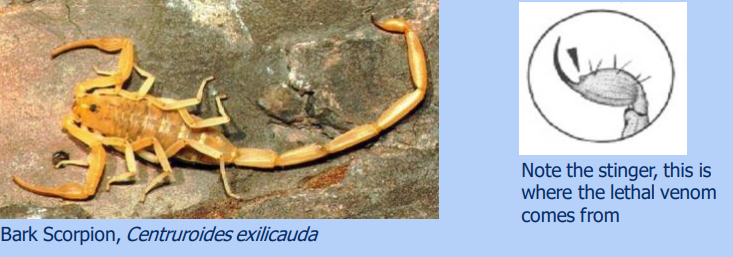 Bark Scorpion, Centruroides exilicauda
Note the stinger, this is
where the lethal venom
comes from